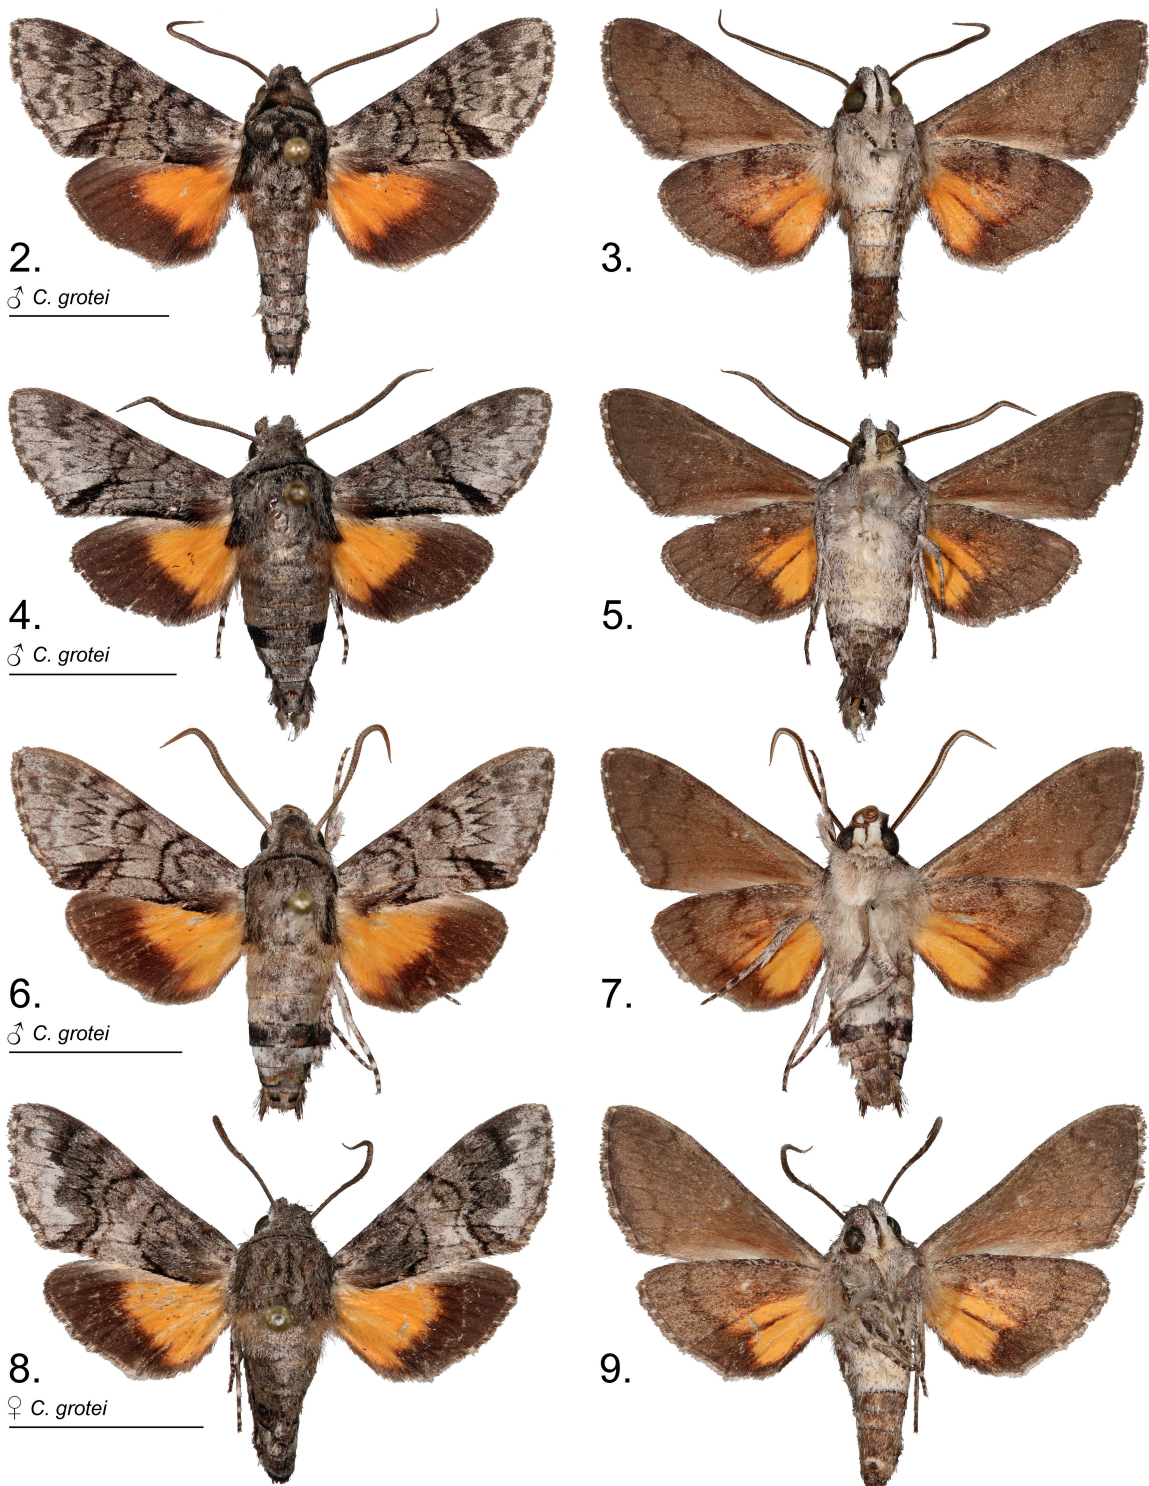 2.
♂ C. grotei
3.
4.
♂ C. grotei
5.
6.
♂ C. grotei
7.
8.
♀ C. grotei
9.